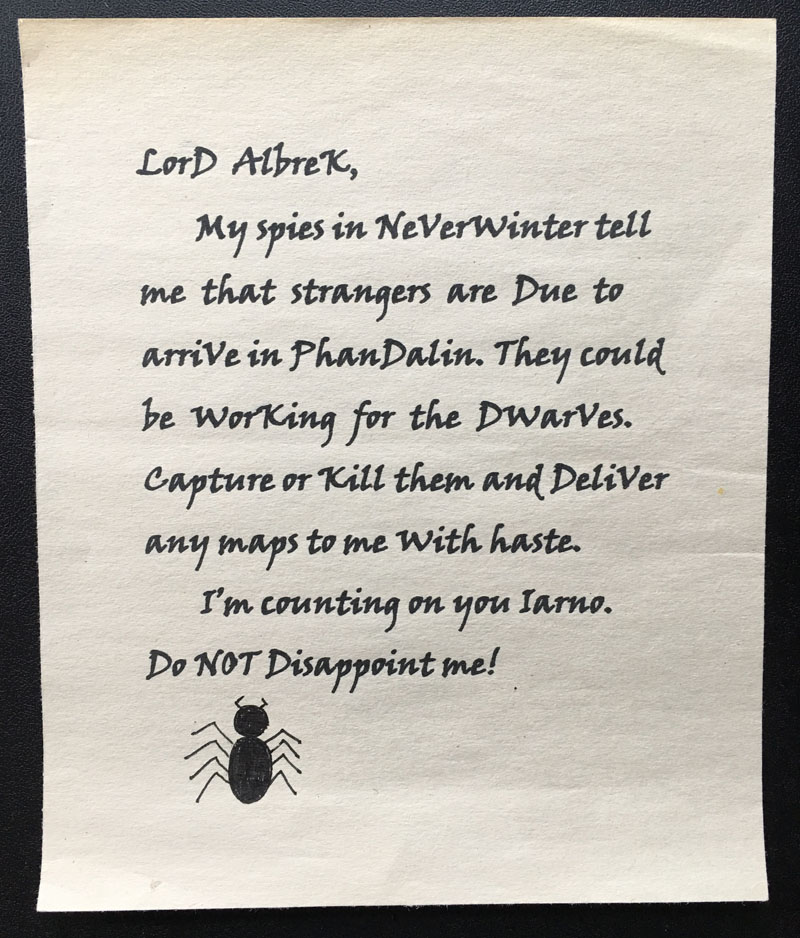 LorD AlbreK,
My spies in NeVerWinter tell
me that strangers are Due to
arriVe in PhanDalin. They could
be WorKing for the DWarVes.
Capture or Kill them and DeliVer
any maps to me With haste.
I'm counting on you Iarno.
Do NOT Disappoint me!